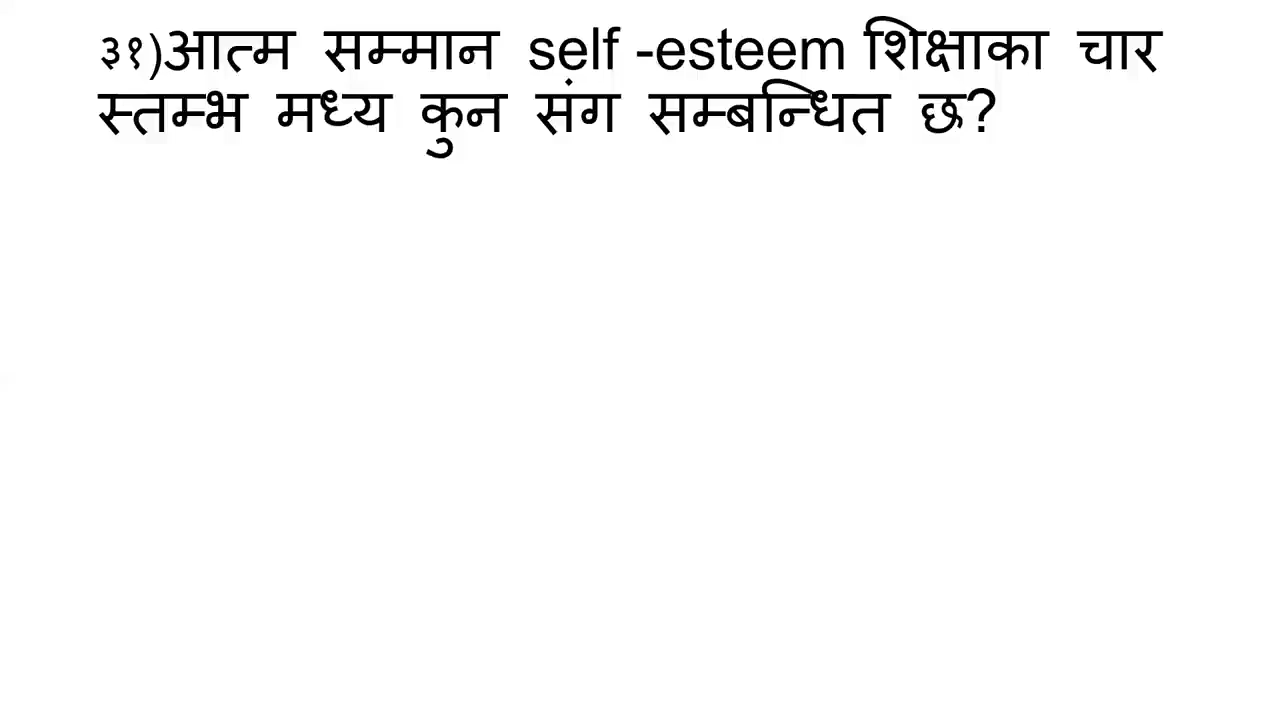 ३१)आत्म सम्मान self -esteem शिक्षाका चार
स्तम्भ मध्य कुन संग सम्बन्धित छ?